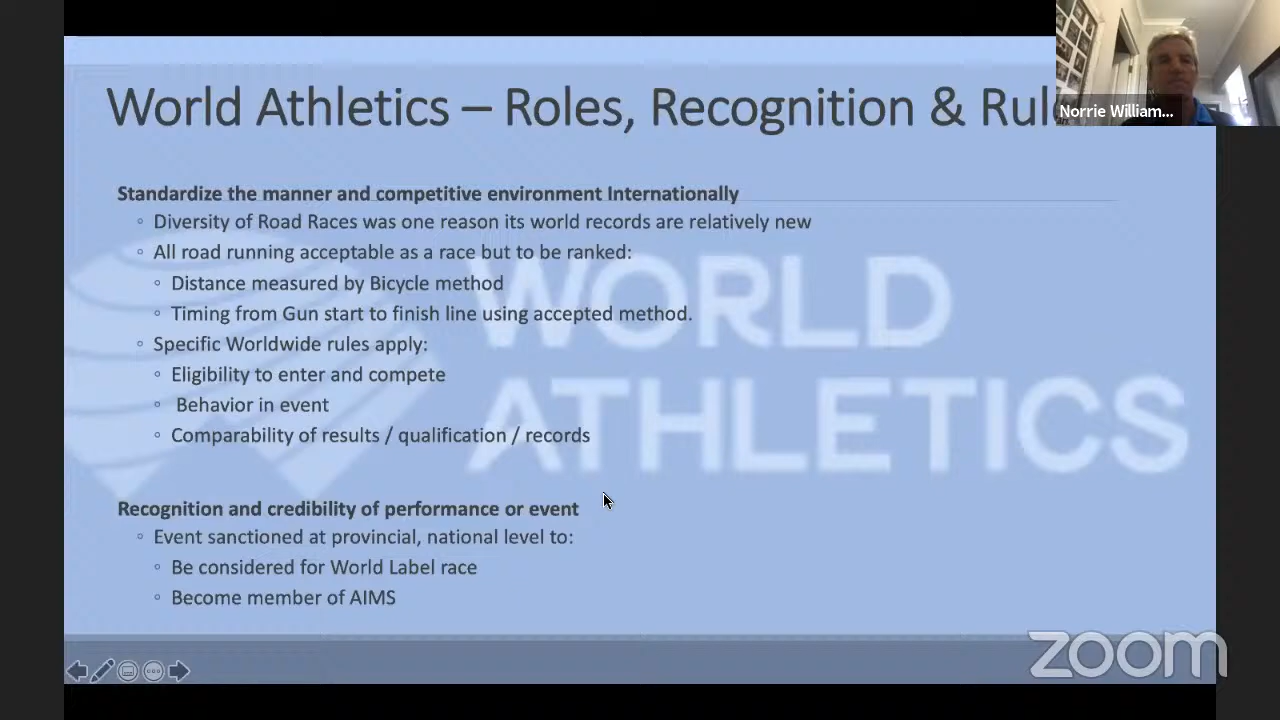 World Athletics – Roles, Recognition & Rul
Norrie William...
Standardize the manner and competitive environment Internationally
◦ Diversity of Road Races was one reason its world records are relatively new
◦ All road running acceptable as a race but to be ranked:
◦ Distance measured by Bicycle method
◦ Timing from Gun start to finish line using accepted method.
◦ Specific Worldwide rules apply:
◦ Eligibility to enter and compete
◦ Behavior in event
◦ Comparability of results / qualification / records
WORLD
ATHLETICS
Recognition and credibility of performance or event
◦ Event sanctioned at provincial, national level to:
◦ Be considered for World Label race
◦ Become member of AIMS
zoom